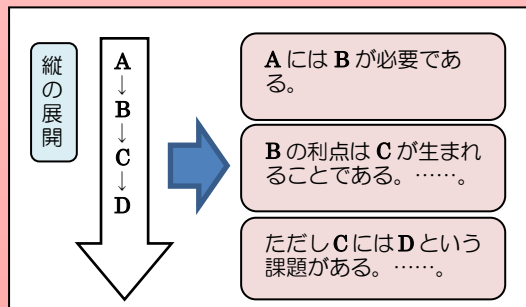 縦の展開
A
↓
B
↓
C
↓
D
A には B が必要であ
る。
B の利点は C が生まれ
ることである。……。
ただし C には D という
課題がある。……。